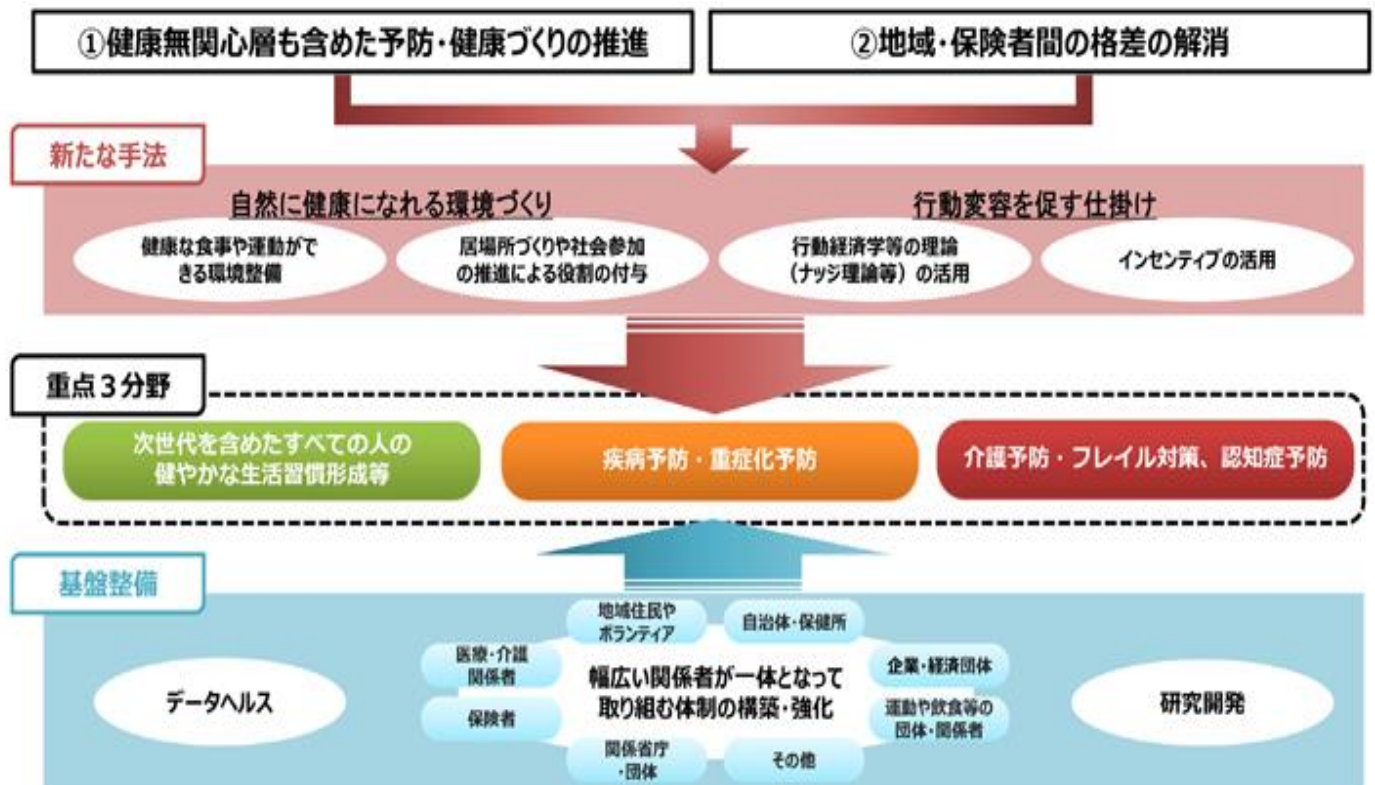 ①健康無関心層も含めた予防・健康づくりの推進
②地域・保険者間の格差の解消
新たな手法
自然に健康になれる環境づくり
行動変容を促す仕掛け
健康な食事や運動がで
きる環境整備
居場所づくりや社会参加
の推進による役割の付与
行動経済学等の理論
（ナッジ理論等）の活用
インセンティブの活用
重点３分野
次世代を含めたすべての人の
健やかな生活習慣形成等
疾病予防・重症化予防
介護予防・フレイル対策、認知症予防
基盤整備
データヘルス
地域住民や
ボランティア
自治体・保健所
医療・介護
関係者
企業・経済団体
幅広い関係者が一体となって
取り組む体制の構築・強化
保険者
運動や飲食等の
団体・関係者
関係省庁
・団体
その他
研究開発